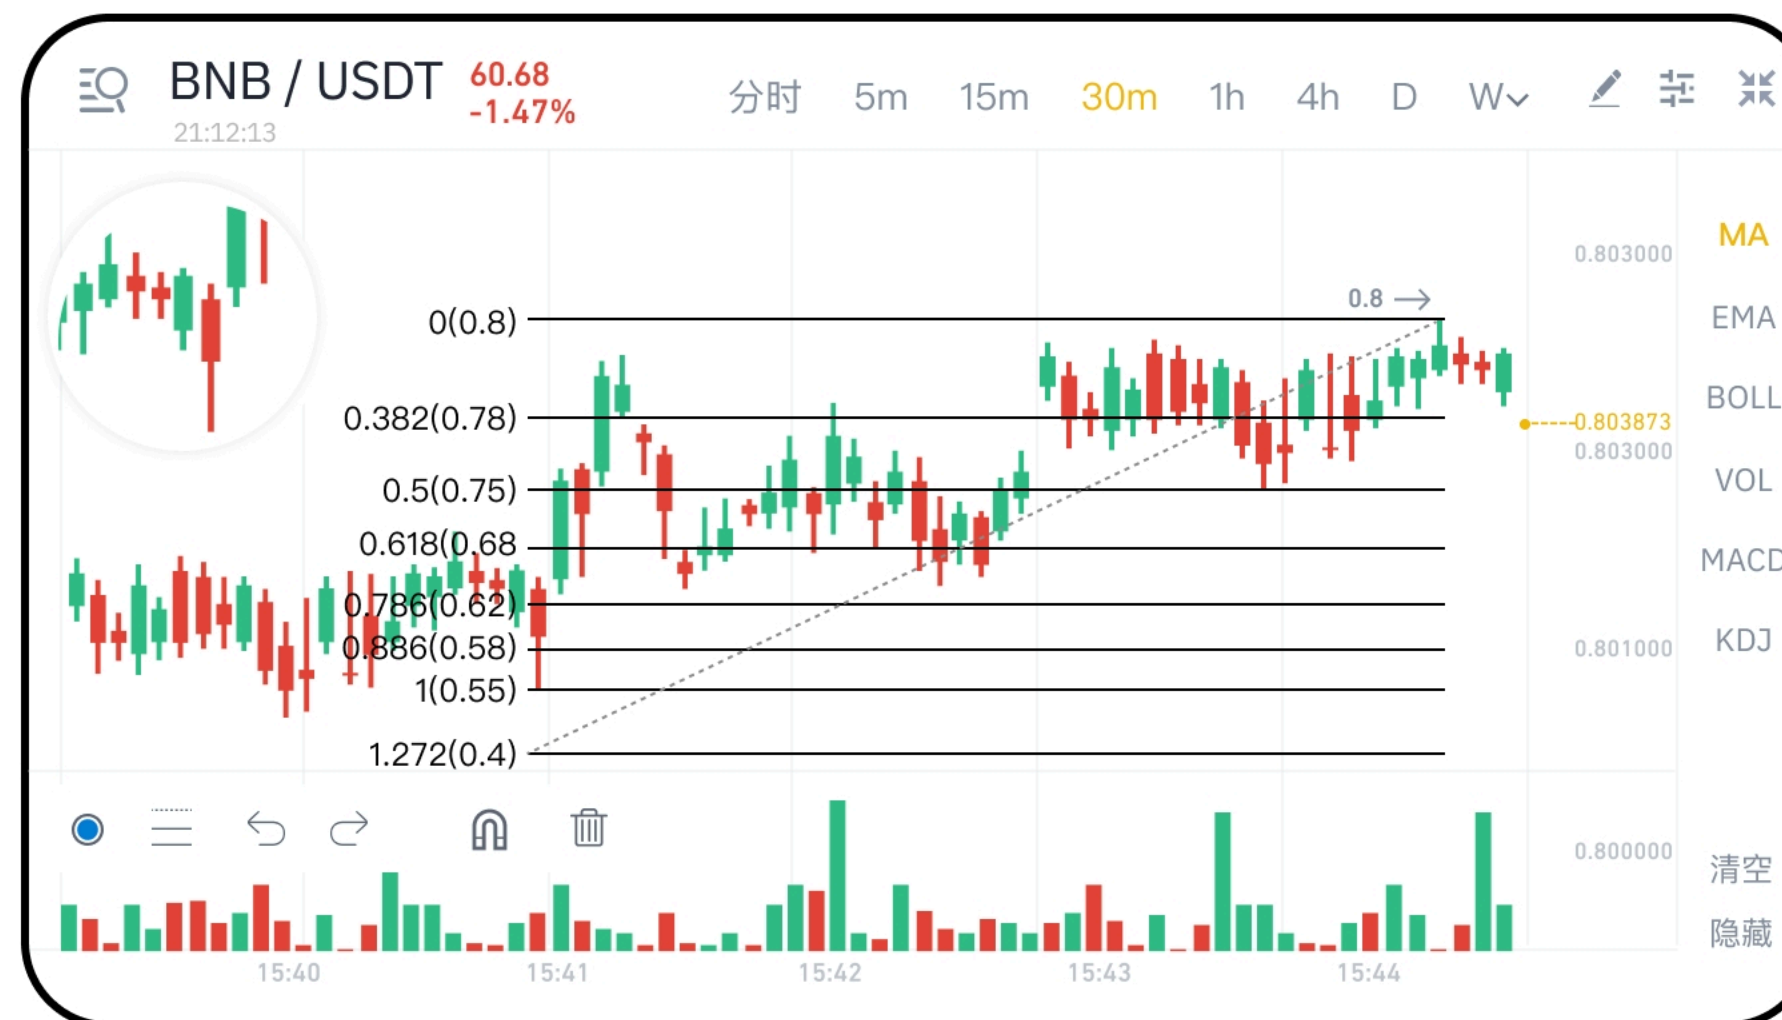 BNB / USDT
60.68
-1.47%
21:12:13
分时 5m 15m 30m 1h 4h D W
MA
0.803000
0.8
0(0.8)
EMA
BOLL
0.382(0.78)
0.803873
0.803000
VOL
0.5(0.75)
0.618(0.68
MACD
0.786(0.62)
KDJ
0.886(0.58)
0.801000
1(0.55)
1.272(0.4)
0.800000
清空
隐藏
15:40 15:41 15:42 15:43 15:44